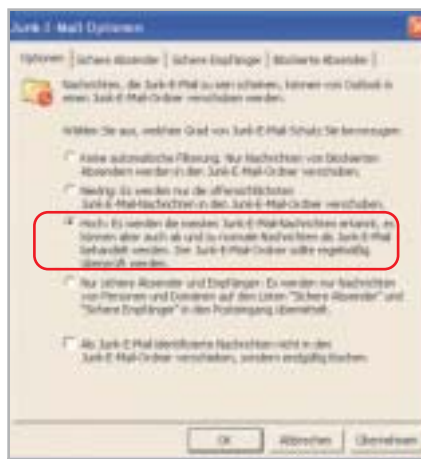 Junk E-Mail Optionen
Optionen Sichere Absender Sichere Empfänger Blockierte Absender
Nachrichten, die Junk-E-Mail zu sein scheinen, können von Outlook in
einen Junk-E-Mail-Ordner verschoben werden.
Wählen Sie aus, welchen Grad von Junk-E-Mail-Schutz Sie bevorzugen:
Keine automatische Filterung. Nur Nachrichten von blockierten
Absendern werden in den Junk-E-Mail-Ordner verschoben.
Niedrig: Es werden nur die offensichtlichsten
Junk-E-Mail-Nachrichten in den Junk-E-Mail-Ordner verschoben.
Hoch: Es werden die meisten Junk-E-Mail-Nachrichten erkannt, es
können aber auch ab und zu normale Nachrichten als Junk-E-Mail
behandelt werden. Der Junk-E-Mail-Ordner sollte regelmäßig
überprüft werden.
Nur sichere Absender und Empfänger: Es werden nur Nachrichten
von Personen und Domänen auf den Listen "Sichere Absender" und
"Sichere Empfänger" in den Posteingang übermittelt.
Als Junk-E-Mail identifizierte Nachrichten nicht in den
Junk-E-Mail-Ordner verschieben, sondern endgültig löschen.
OK Abbrechen Übernehmen